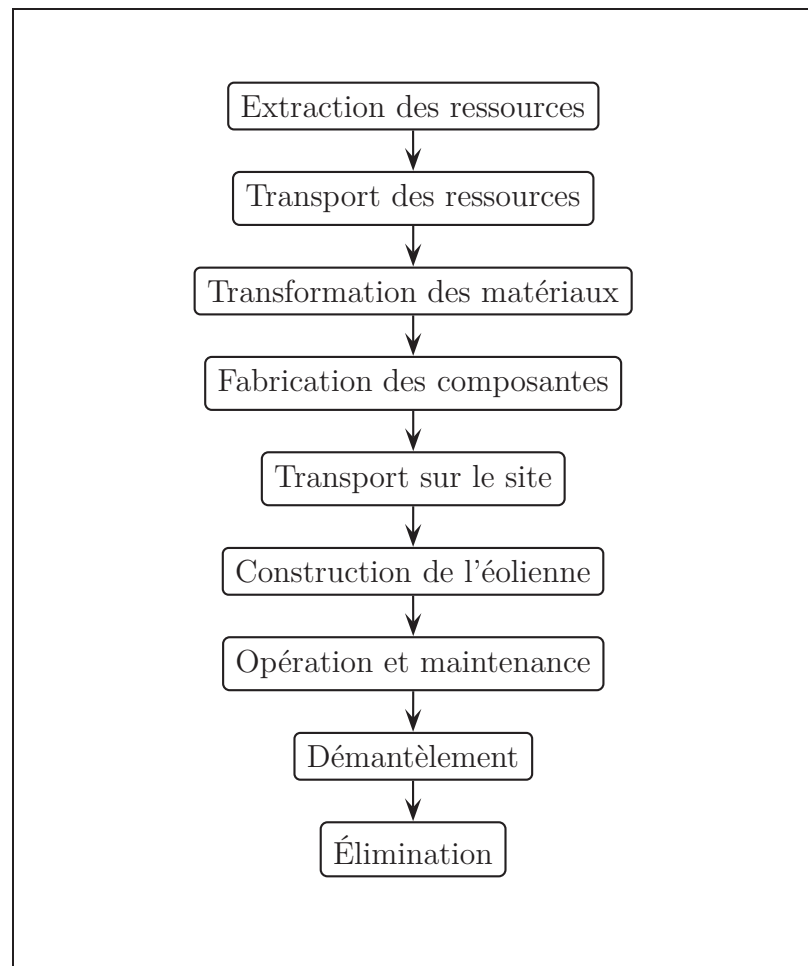 Extraction des ressources
Transport des ressources
Transformation des matériaux
Fabrication des composantes
Transport sur le site
Construction de l'éolienne
Opération et maintenance
Démantèlement
Élimination